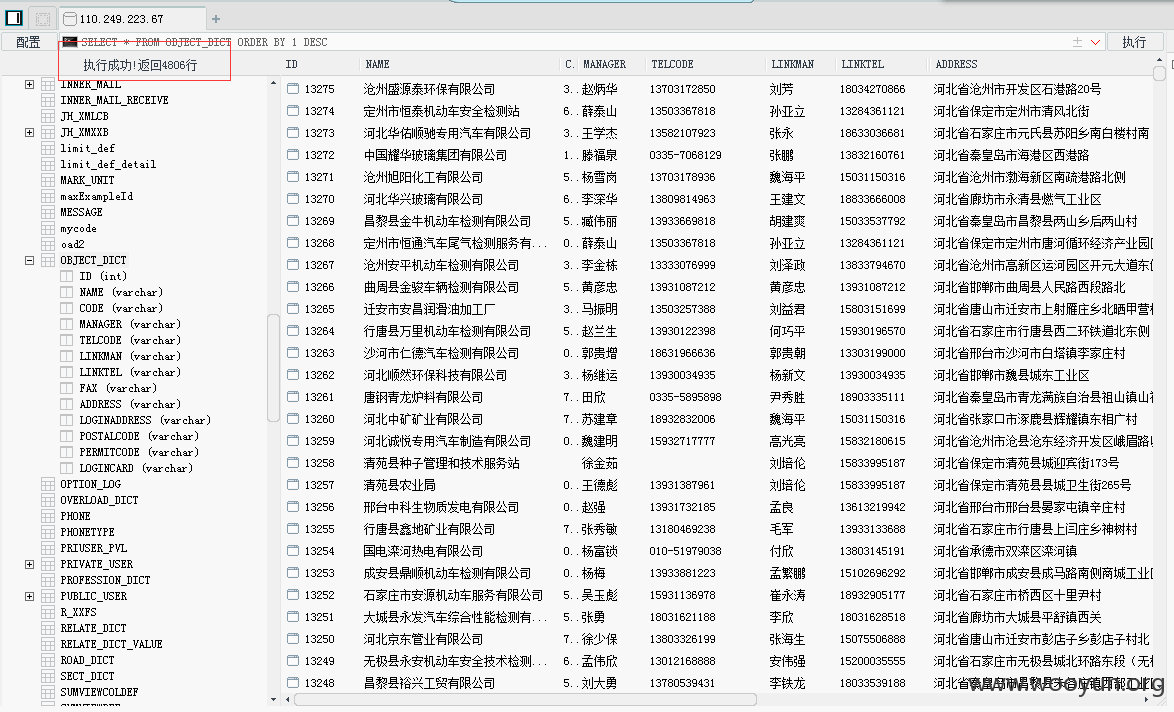 110.249.223.67
配置 SELECT * FROM OBJECT_DICT ORDER BY 1 DESC 执行
执行成功!返回4806行
ID NAME C. MANAGER TELCODE LINKMAN LINKTEL ADDRESS
INNER_MAIL
INNER_MAIL_RECEIVE
JH_XMLCB
JH_XMXXB
limit_def
limit_def_detail
MARK_UNIT
maxExampleId
MESSAGE
mycode
oad2
OBJECT_DICT
ID (int)
NAME (varchar)
CODE (varchar)
MANAGER (varchar)
TELCODE (varchar)
LINKMAN (varchar)
LINKTEL (varchar)
FAX (varchar)
ADDRESS (varchar)
LOGINADDRESS (varchar)
POSTALCODE (varchar)
PERMITCODE (varchar)
LOGINCARD (varchar)
OPTION_LOG
OVERLOAD_DICT
PHONE
PHONETYPE
PRIUSER_PVL
PRIVATE_USER
PROFESSION_DICT
PUBLIC_USER
R_XXFS
RELATE_DICT
RELATE_DICT_VALUE
ROAD_DICT
SECT_DICT
SUMVIEWCOLDEF
13275 沧州盛源泰环保有限公司 3.. 赵炳华 13703172850 刘芳 18034270866 河北省沧州市开发区石港路20号
13274 定州市恒泰机动车安全检测站 6.. 薛泰山 13503367818 孙亚立 13284361121 河北省保定市定州市清风北街
13273 河北华佑顺驰专用汽车有限公司 3.. 王学杰 13582107923 张永 18633036681 河北省石家庄市元氏县苏阳乡南白楼村南
13272 中国耀华玻璃集团有限公司 1.. 滕福泉 0335-7068129 张鹏 13832160761 河北省秦皇岛市海港区西港路
13271 沧州旭阳化工有限公司 5.. 杨雪岗 13703178936 魏海平 15031150316 河北省沧州市渤海新区南疏港路北侧
13270 河北华兴玻璃有限公司 6.. 李深华 13809814963 王建文 18833666008 河北省廊坊市永清县燃气工业区
13269 昌黎县金牛机动车检测有限公司 5.. 臧伟丽 13933669818 胡建爽 15033537792 河北省秦皇岛市昌黎县两山乡后两山村
13268 定州市恒通汽车尾气检测服务有... 0.. 薛泰山 13503367818 孙亚立 13284361121 河北省保定市定州市唐河循环经济产业园
13267 沧州安平机动车检测有限公司 3.. 李金栋 13333076999 刘泽政 13833794670 河北省沧州市高新区运河园区开元大道东
13266 曲周县金骏车辆检测有限公司 5.. 黄彦忠 13931087212 黄彦忠 13931087212 河北省邯郸市曲周县人民路西段路北
13265 迁安市安昌润滑油加工厂 3.. 马振明 13503257388 刘益君 15803151699 河北省唐山市迁安市上射雁庄乡北晒甲营
13264 行唐县万里机动车检测有限公司 5.. 赵兰生 13930122398 何巧平 15930196570 河北省石家庄市行唐县西二环铁道北东侧
13263 沙河市仁德汽车检测有限公司 0.. 郭贵增 18631966636 郭贵朝 13303199000 河北省邢台市沙河市白塔镇李家庄村
13262 河北顺然环保科技有限公司 3.. 杨继运 13930034935 杨新文 13930034935 河北省邯郸市魏县城东工业区
13261 唐钢青龙炉料有限公司 7.. 田欣 0335-5895898 尹秀胜 18903335111 河北省秦皇岛市青龙满族自治县祖山镇山
13260 河北中矿矿业有限公司 7.. 苏建章 18932832006 魏海平 15031150316 河北省张家口市涿鹿县辉耀镇东祖广村
13259 河北诚悦专用汽车制造有限公司 0.. 魏建明 15932717777 高光亮 15832180615 河北省沧州市沧县沧东经济开发区峨眉路
13258 清苑县种子管理和技术服务站 徐金茹 刘培伦 15833995187 河北省保定市清苑县城迎宾街173号
13257 清苑县农业局 0.. 王德彪 13931387961 刘培伦 15833995187 河北省保定市清苑县县城卫生街265号
13256 邢台中科生物质发电有限公司 0.. 赵强 13931732185 孟良 13613219942 河北省邢台市邢台县晏家屯镇辛庄村
13255 行唐县鑫地矿业有限公司 7.. 张秀敏 13180469238 毛军 13933133688 河北省石家庄市行唐县上闫庄乡神树村
13254 国电滦河热电有限公司 0.. 杨富锁 010-51979038 付欣 13803145191 河北省承德市双滦区滦河镇
13253 成安县鼎顺机动车检测有限公司 0.. 杨梅 13933881223 孟繁鹏 15102696292 河北省邯郸市成安县成马路南侧商城工业
13252 石家庄市安源机动车服务有限公司 5.. 吴玉彪 15931136978 崔永涛 18932905177 河北省石家庄市桥西区十里尹村
13251 大城县永发汽车综合性能检测有... 5.. 张勇 18031621188 李欣 18031628518 河北省廊坊市大城县平舒镇西关
13250 河北京东管业有限公司 7.. 徐少保 13803326199 张海生 15075506888 河北省唐山市迁安市彭店子乡彭店子村北
13249 无极县永安机动车安全技术检测... 6.. 孟伟欣 13012168888 安伟强 15200035555 河北省石家庄市无极县城北环路东段（无
13248 昌黎县裕兴工贸有限公司 5.. 刘大勇 13780539431 李铁龙 18033539188 河北省秦皇岛市昌黎县
www.wooyun.org